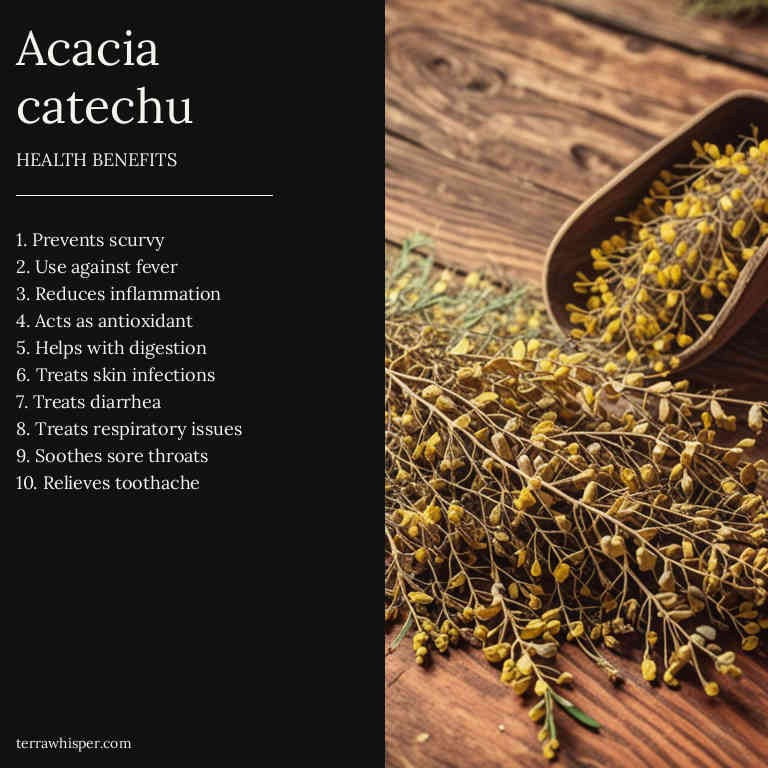 Acacia
catechu
HEALTH BENEFITS
1. Prevents scurvy
2. Use against fever
3. Reduces inflammation
4. Acts as antioxidant
5. Helps with digestion
6. Treats skin infections
7. Treats diarrhea
8. Treats respiratory issues
9. Soothes sore throats
10. Relieves toothache
terrawhisper.com